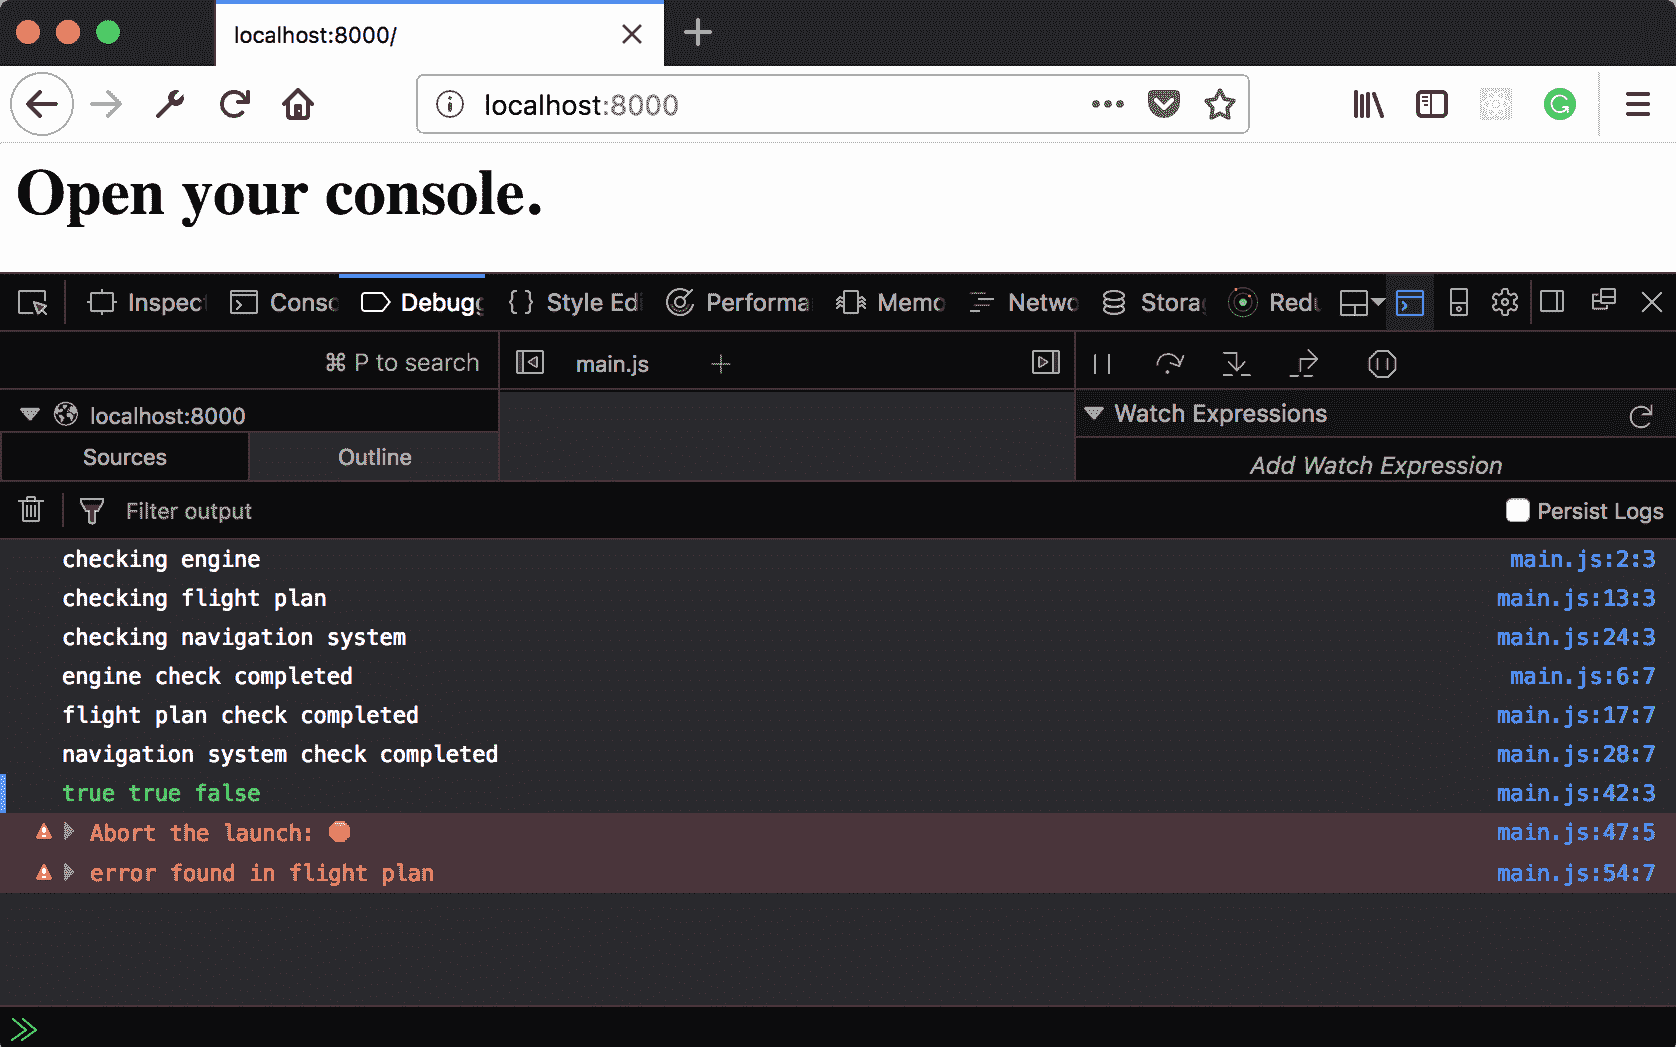 localhost:8000/
localhost:8000
Open your console.
Inspec
Conso
Debugg
{ } Style Edi
Performa
Memo
Netwo
Stora
Redu
⌘ P to search
main.js
localhost:8000
Watch Expressions
Sources
Outline
Add Watch Expression
Filter output
Persist Logs
checking engine main.js:2:3
checking flight plan main.js:13:3
checking navigation system main.js:24:3
engine check completed main.js:6:7
flight plan check completed main.js:17:7
navigation system check completed main.js:28:7
true true false main.js:42:3
Abort the launch: main.js:47:5
error found in flight plan main.js:54:7